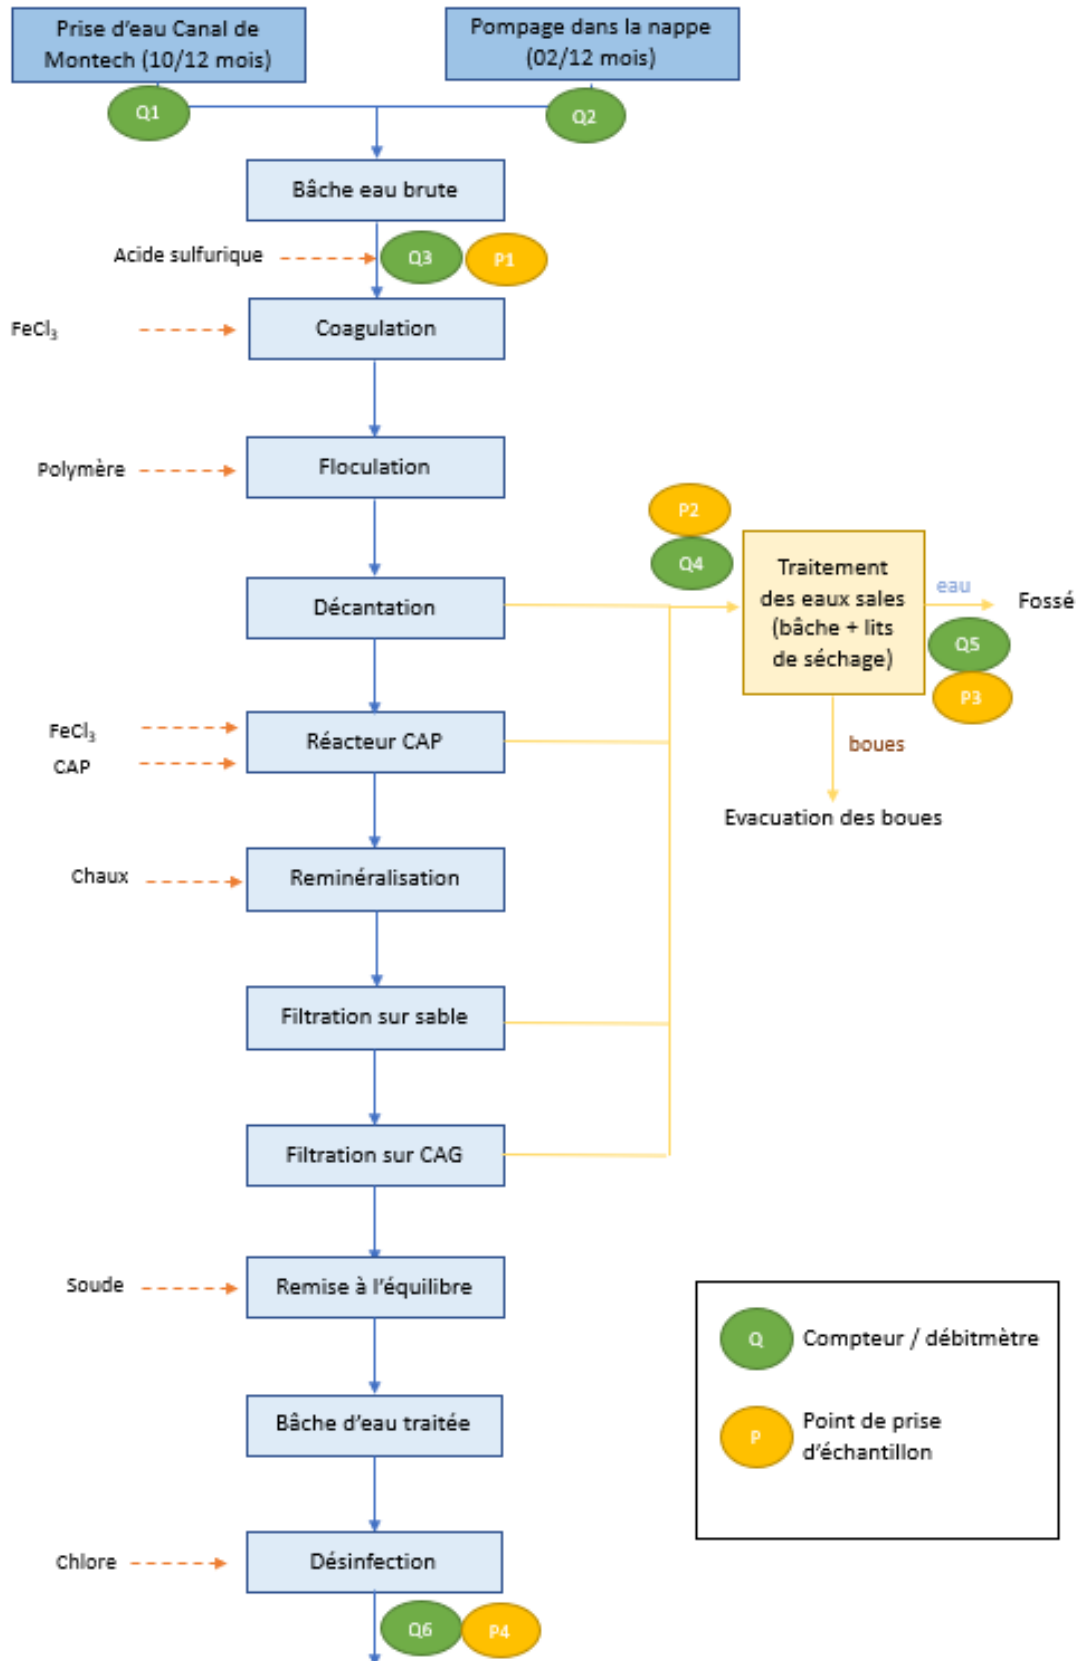 Prise d'eau Canal de
Montech (10/12 mois)
Pompage dans la nappe
(02/12 mois)
Q1
Q2
Bâche eau brute
Acide sulfurique
Q3
P1
FeCl₃
Coagulation
Polymère
Floculation
P2
Q4
Traitement
des eaux sales
(bâche + lits
de séchage)
eau
Fossé
Q5
P3
Décantation
FeCl₃
CAP
Réacteur CAP
boues
Evacuation des boues
Chaux
Reminéralisation
Filtration sur sable
Filtration sur CAG
Soude
Remise à l'équilibre
Q
Compteur / débitmètre
Bâche d'eau traitée
P
Point de prise
d'échantillon
Chlore
Désinfection
Q6
P4